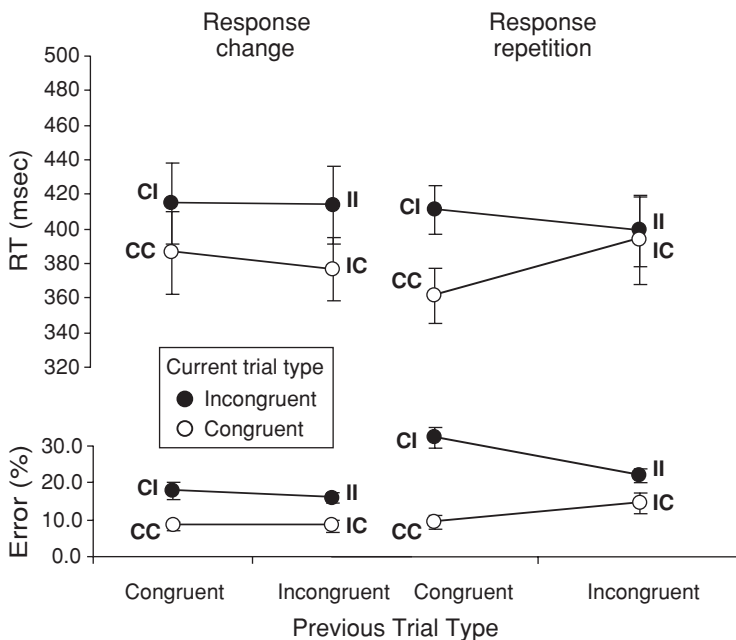 Response change
Response repetition
RT (msec)
500
480
460
440
420
400
380
360
340
320
CI
II
CC
IC
CI
II
CC
IC
Current trial type
Incongruent
Congruent
Error (%)
30.0
20.0
10.0
0.0
CI
II
CC
IC
CI
II
CC
IC
Congruent
Incongruent
Congruent
Incongruent
Previous Trial Type